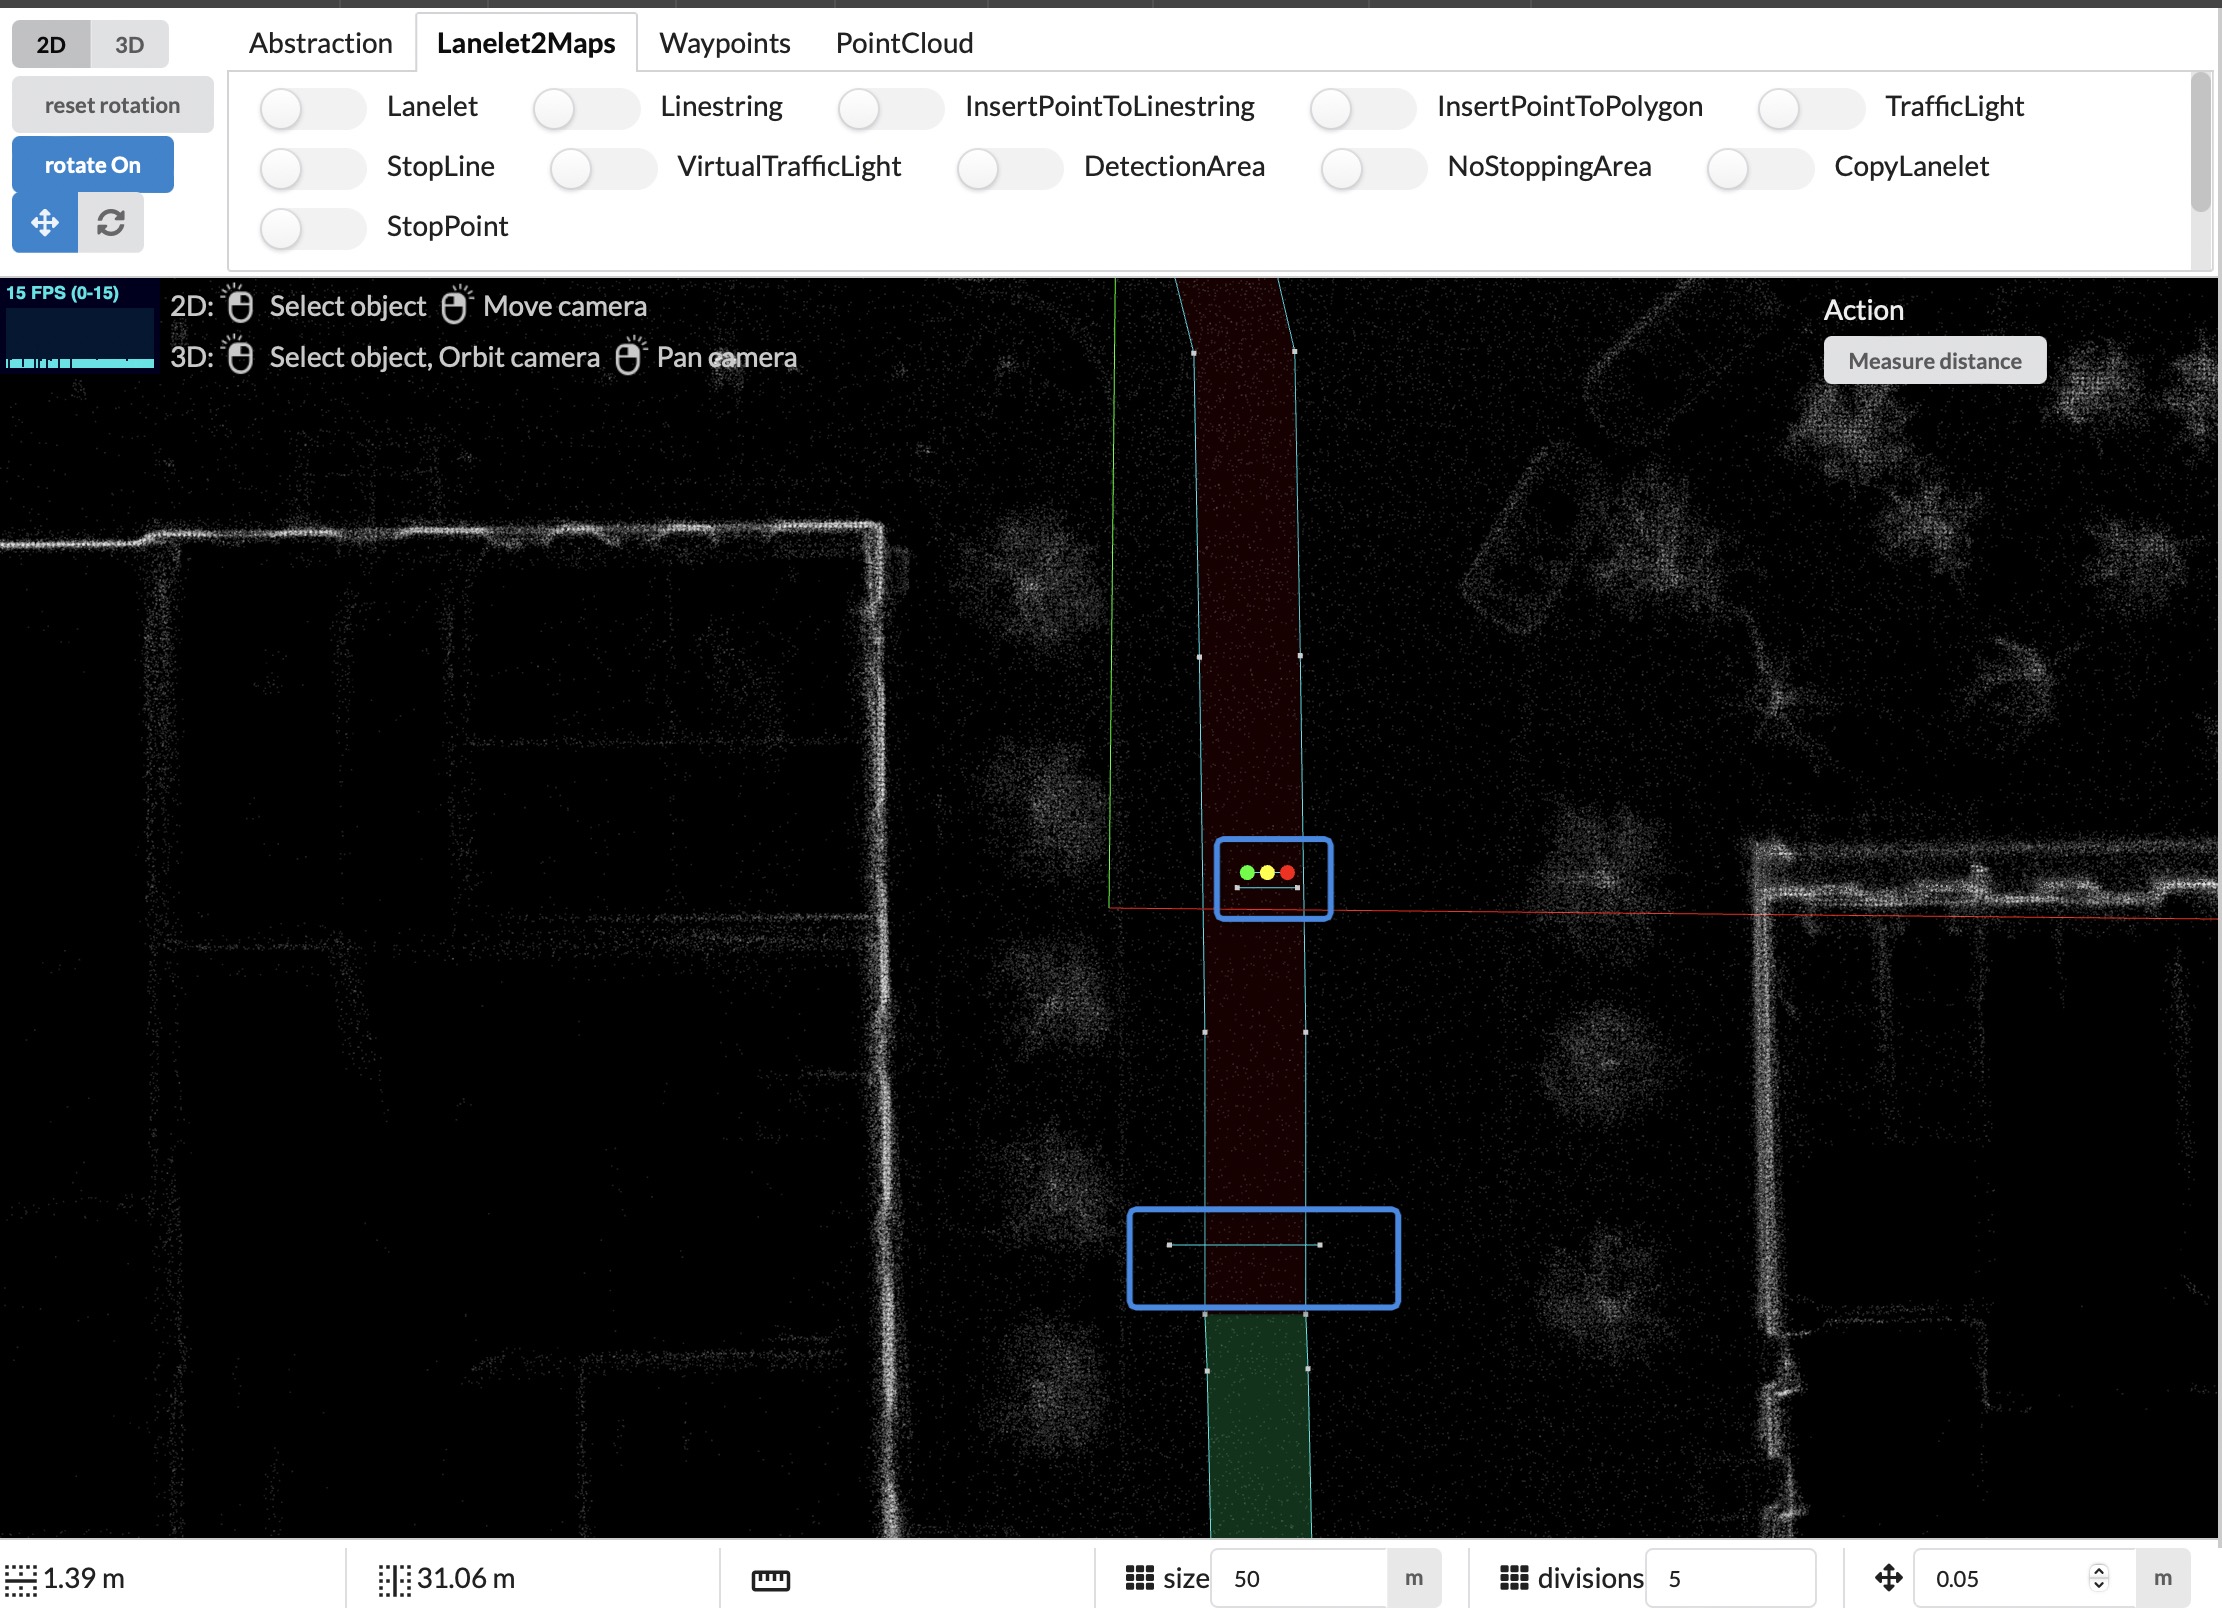 2D 3D Abstraction Lanelet2Maps Waypoints PointCloud
reset rotation Lanelet Linestring InsertPointToLinestring InsertPointToPolygon TrafficLight
rotate On StopLine VirtualTrafficLight DetectionArea NoStoppingArea CopyLanelet
StopPoint
15 FPS (0-15)
2D: Select object Move camera
3D: Select object, Orbit camera Pan camera
Action
Measure distance
1.39 m 31.06 m size 50 m divisions 5 0.05 m